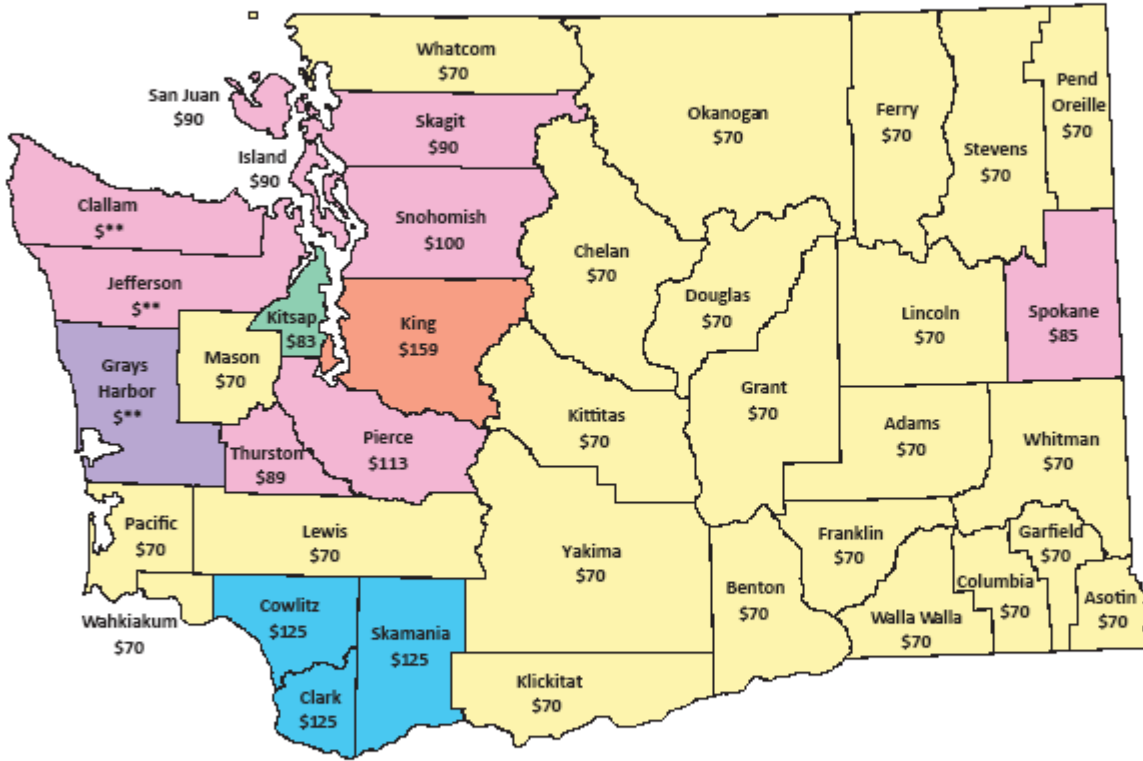 Whatcom
$70
San Juan
$90
Skagit
$90
Island
$90
Okanogan
$70
Ferry
$70
Stevens
$70
Pend
Oreille
$70
Clallam
$**
Snohomish
$100
Chelan
$70
Jefferson
$**
Kitsap
$83
King
$159
Douglas
$70
Lincoln
$70
Spokane
$85
Grays
Harbor
$**
Mason
$70
Grant
$70
Kittitas
$70
Adams
$70
Whitman
$70
Thurston
$89
Pierce
$113
Pacific
$70
Lewis
$70
Yakima
$70
Franklin
$70
Garfield
$70
Benton
$70
Columbia
$70
Walla Walla
$70
Asotin
$70
Wahkiakum
$70
Cowlitz
$125
Skamania
$125
Clark
$125
Klickitat
$70